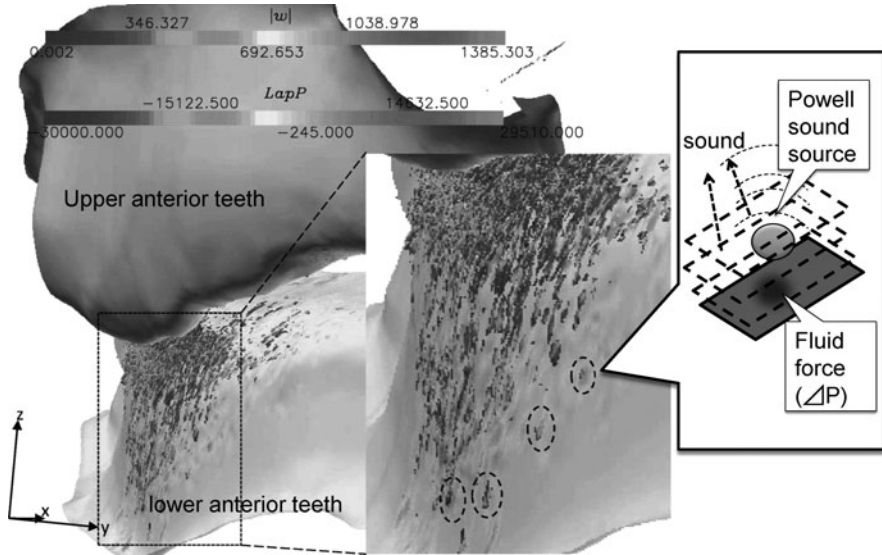 346.327 |w| 1038.978
0.002 692.653 1385.303
−15122.500 LapP 14632.500
−30000.000 −245.000 29510.000
Upper anterior teeth
lower anterior teeth
z
x
y
sound
Powell
sound
source
Fluid
force
(⊿P)